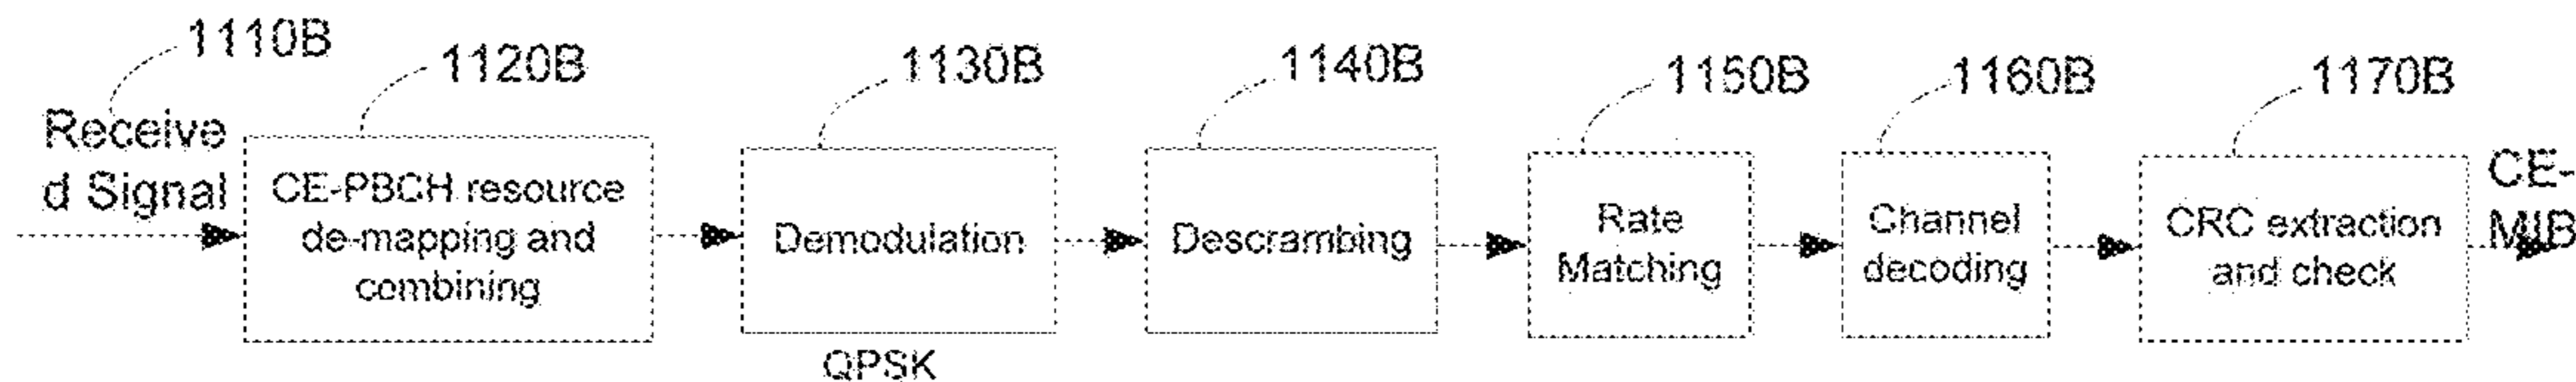 1110B
1120B
1130B
1140B
1150B
1160B
1170B
Receive
d Signal
CE-PBCH resource
de-mapping and
combining
Demodulation
QPSK
Descrambing
Rate
Matching
Channel
decoding
CRC extraction
and check
CE-
MIB